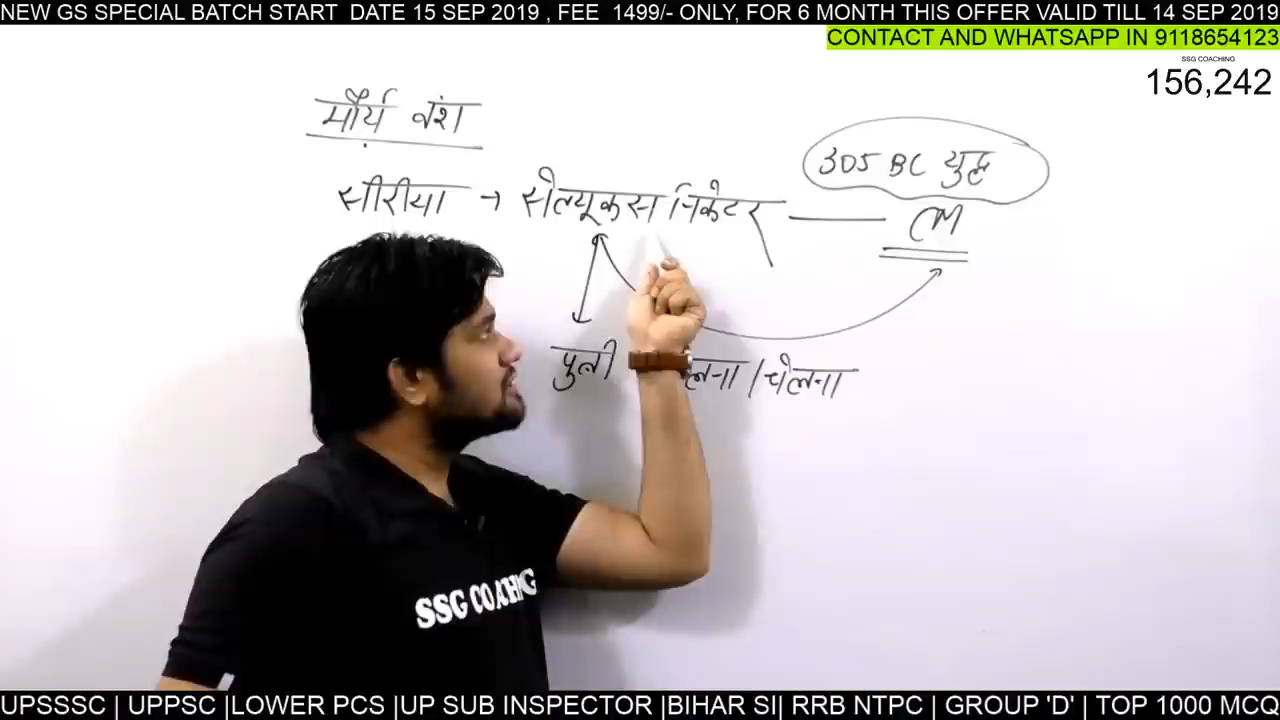 NEW GS SPECIAL BATCH START DATE 15 SEP 2019 , FEE 1499/- ONLY, FOR 6 MONTH THIS OFFER VALID TILL 14 SEP 2019
CONTACT AND WHATSAPP IN 9118654123
SSG COACHING
156,242
मौर्य वंश
305 BC युद्ध
सीरीया → सेल्यूकस निकेटर — CM
पुत्री लना / चेलना
SSG COACHING
UPSSSC | UPPSC |LOWER PCS |UP SUB INSPECTOR |BIHAR SI| RRB NTPC | GROUP 'D' | TOP 1000 MCQ